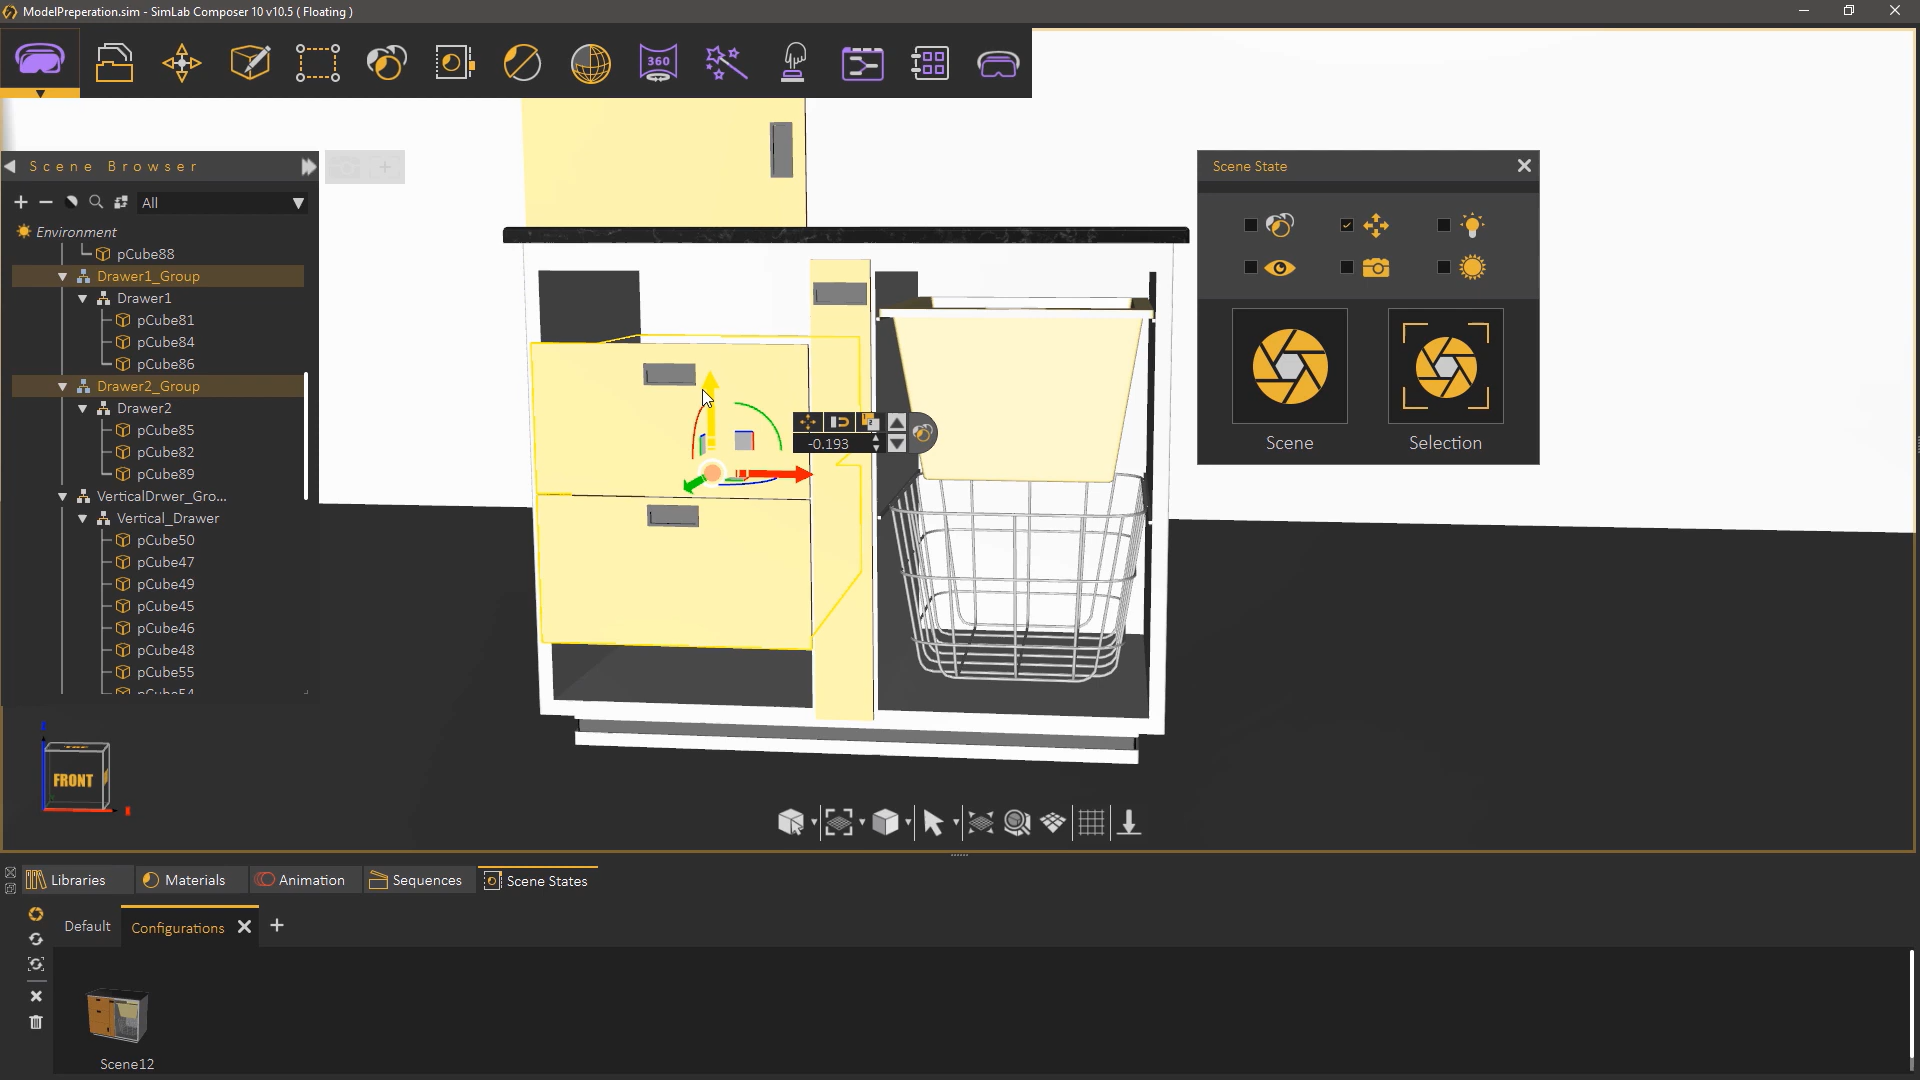 ModelPreperation.sim - SimLab Composer 10 v10.5 ( Floating )
360
Scene Browser
All
Environment
pCube88
Drawer1_Group
Drawer1
pCube81
pCube84
pCube86
Drawer2_Group
Drawer2
pCube85
pCube82
pCube89
VerticalDrwer_Gro...
Vertical_Drawer
pCube50
pCube47
pCube49
pCube45
pCube46
pCube48
pCube55
pCube54
Scene State
Scene
Selection
-0.193
FRONT
Libraries
Materials
Animation
Sequences
Scene States
Default
Configurations
Scene12